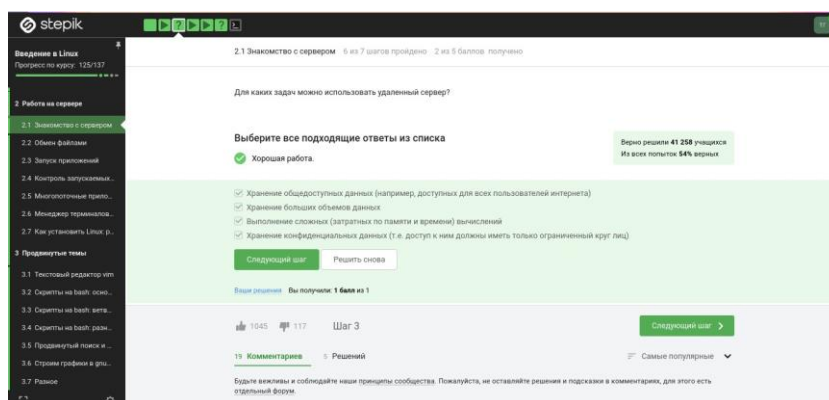 stepik
Введение в Linux
Прогресс по курсу: 125/137
2 Работа на сервере
2.1 Знакомство с сервером
2.2 Обмен файлами
2.3 Запуск приложений
2.4 Контроль запускаемых...
2.5 Многопоточные прило...
2.6 Менеджер терминалов...
2.7 Как установить Linux: р...
3 Продвинутые темы
3.1 Текстовый редактор vim
3.2 Скрипты на bash: осно...
3.3 Скрипты на bash: ветв...
3.4 Скрипты на bash: разн...
3.5 Продвинутый поиск и ...
3.6 Строим графики в gnu...
3.7 Разное
2.1 Знакомство с сервером 6 из 7 шагов пройдено 2 из 5 баллов получено
Для каких задач можно использовать удаленный сервер?
Выберите все подходящие ответы из списка
Хорошая работа.
Верно решили 41 258 учащихся
Из всех попыток 54% верных
Хранение общедоступных данных (например, доступных для всех пользователей интернета)
Хранение больших объемов данных
Выполнение сложных (затратных по памяти и времени) вычислений
Хранение конфиденциальных данных (т.е. доступ к ним должны иметь только ограниченный круг лиц)
Следующий шаг Решить снова
Ваши решения Вы получили: 1 балл из 1
1045 117 Шаг 3 Следующий шаг
19 Комментариев 5 Решений Самые популярные
Будьте вежливы и соблюдайте наши принципы сообщества. Пожалуйста, не оставляйте решения и подсказки в комментариях, для этого есть
отдельный форум.